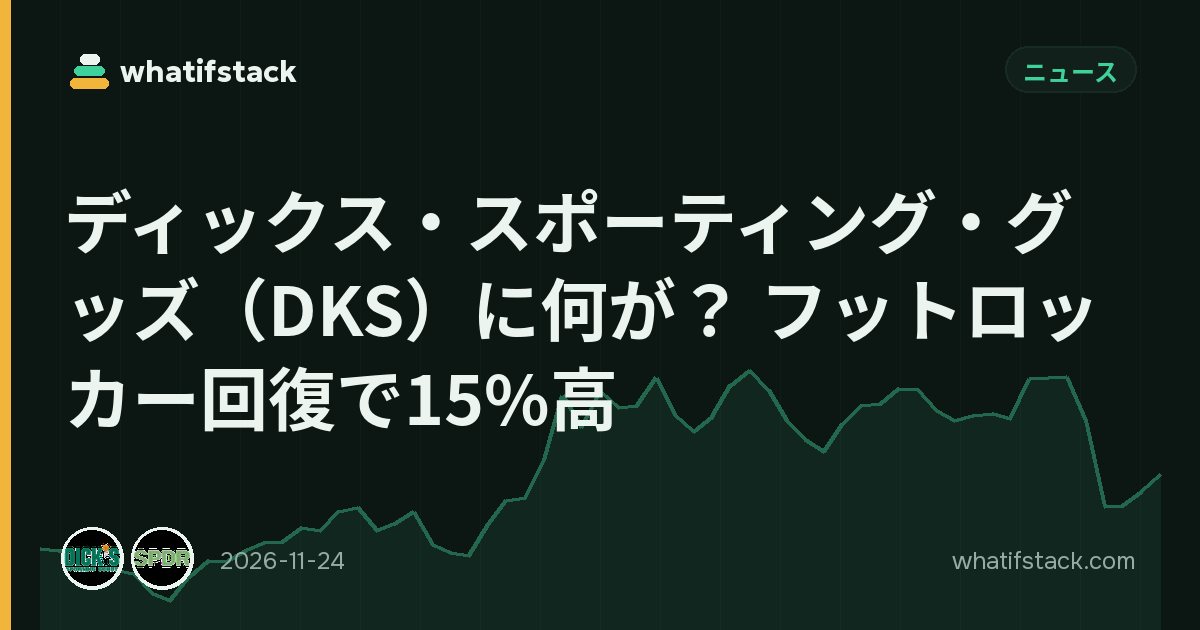 whatifstack
ニュース
ディックス・スポーティング・グ
ッズ（DKS）に何が？ フットロッ
カー回復で15%高
DICK'S
SPDR
2026-11-24
whatifstack.com